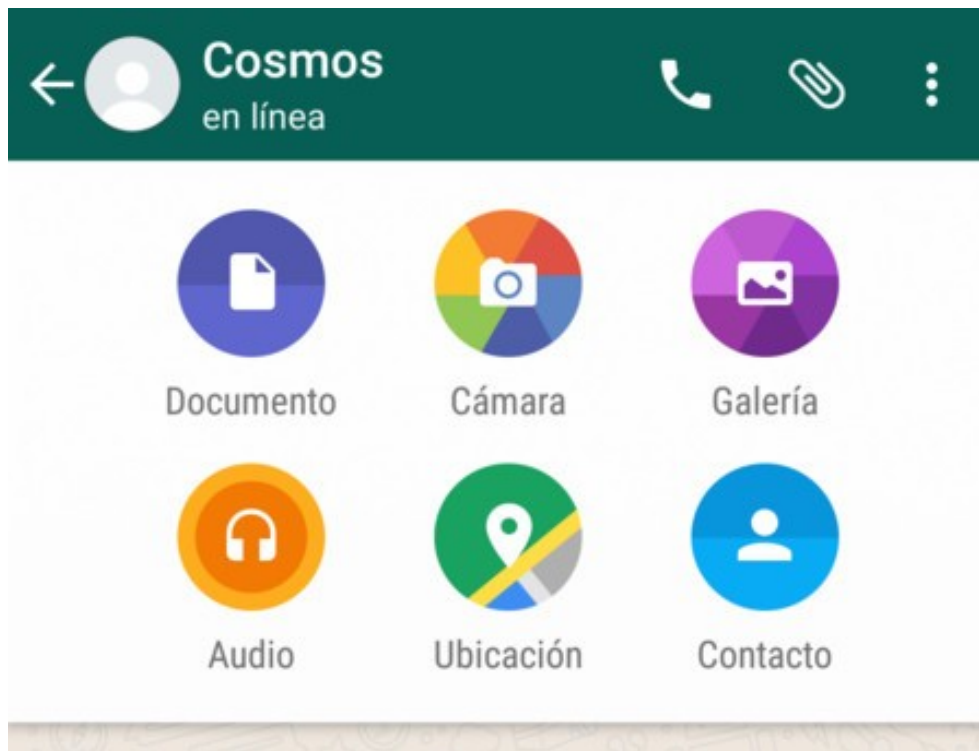 Cosmos
en línea
Documento
Cámara
Galería
Audio
Ubicación
Contacto